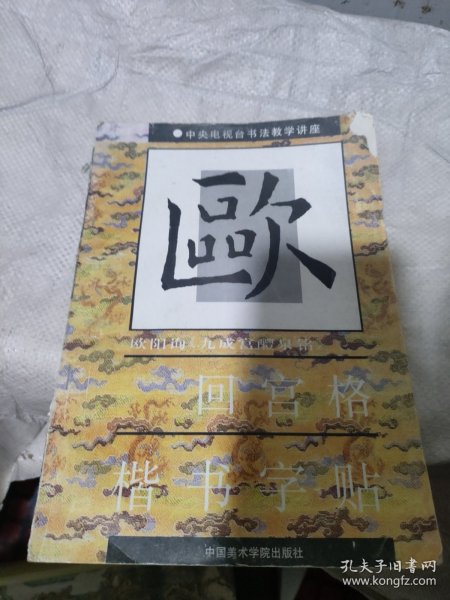 ●中央电视台书法教学讲座
歐
欧阳询《九成宫醴泉铭》
回宫格
楷书字帖
中国美术学院出版社
孔夫子旧书网
www.kongfz.com